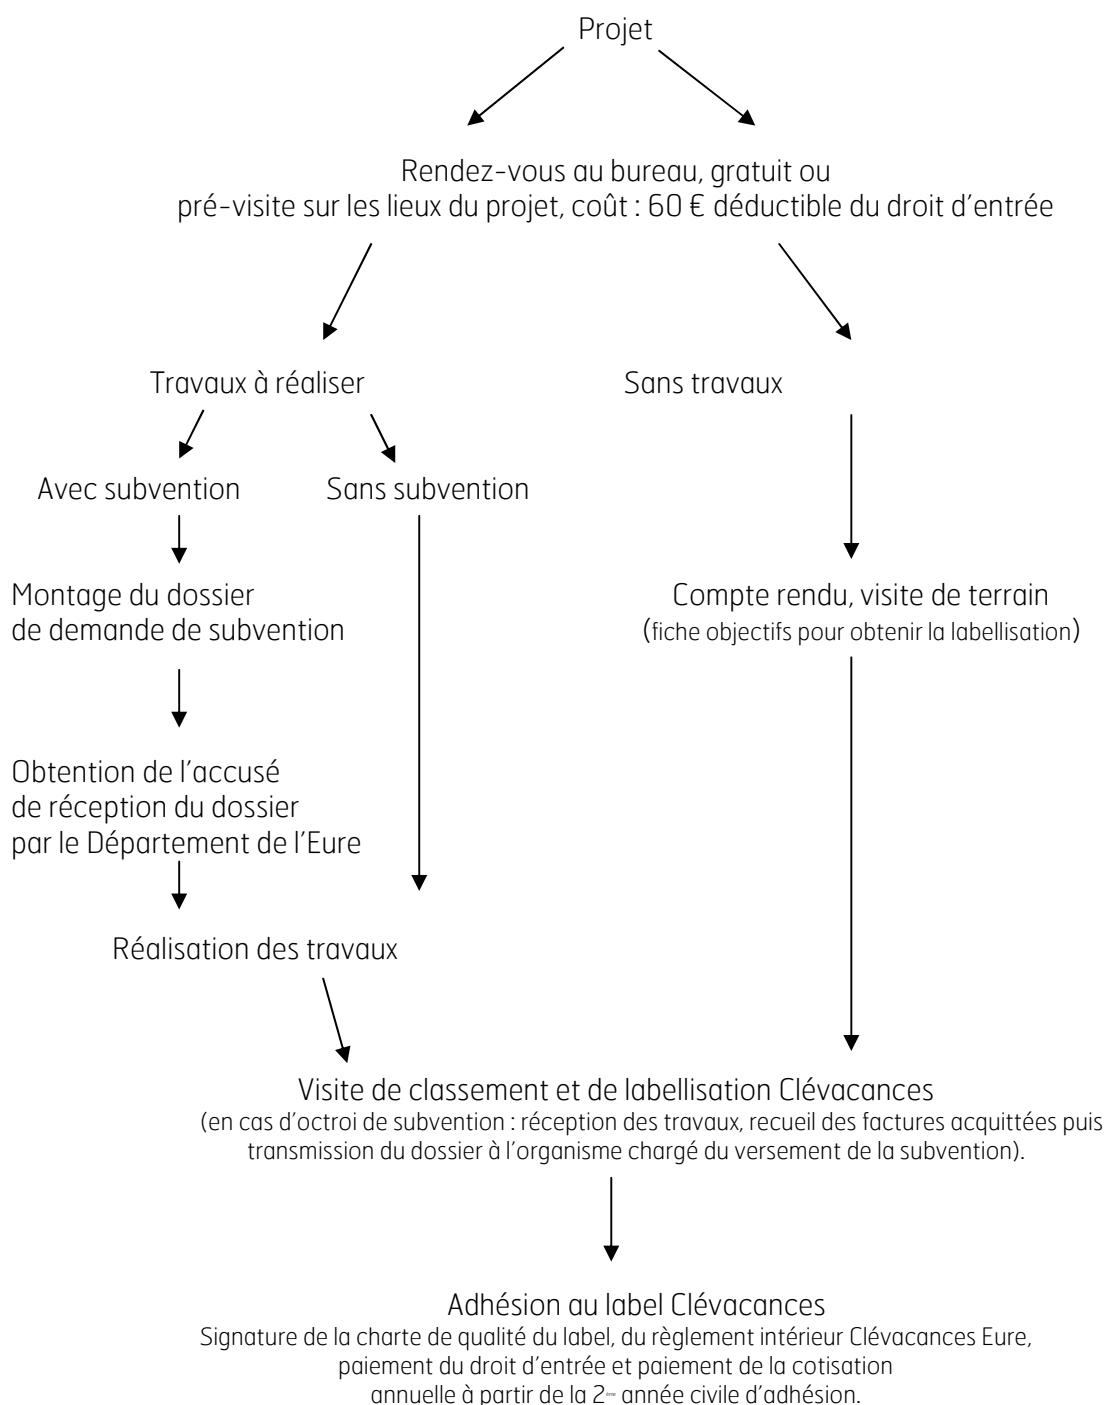 Projet
Rendez-vous au bureau, gratuit ou
pré-visite sur les lieux du projet, coût : 60 € déductible du droit d'entrée
Travaux à réaliser
Sans travaux
Avec subvention
Sans subvention
Montage du dossier
de demande de subvention
Compte rendu, visite de terrain
(fiche objectifs pour obtenir la labellisation)
Obtention de l'accusé
de réception du dossier
par le Département de l'Eure
Réalisation des travaux
Visite de classement et de labellisation Clévacances
(en cas d'octroi de subvention : réception des travaux, recueil des factures acquittées puis
transmission du dossier à l'organisme chargé du versement de la subvention).
Adhésion au label Clévacances
Signature de la charte de qualité du label, du règlement intérieur Clévacances Eure,
paiement du droit d'entrée et paiement de la cotisation
annuelle à partir de la 2ème année civile d'adhésion.